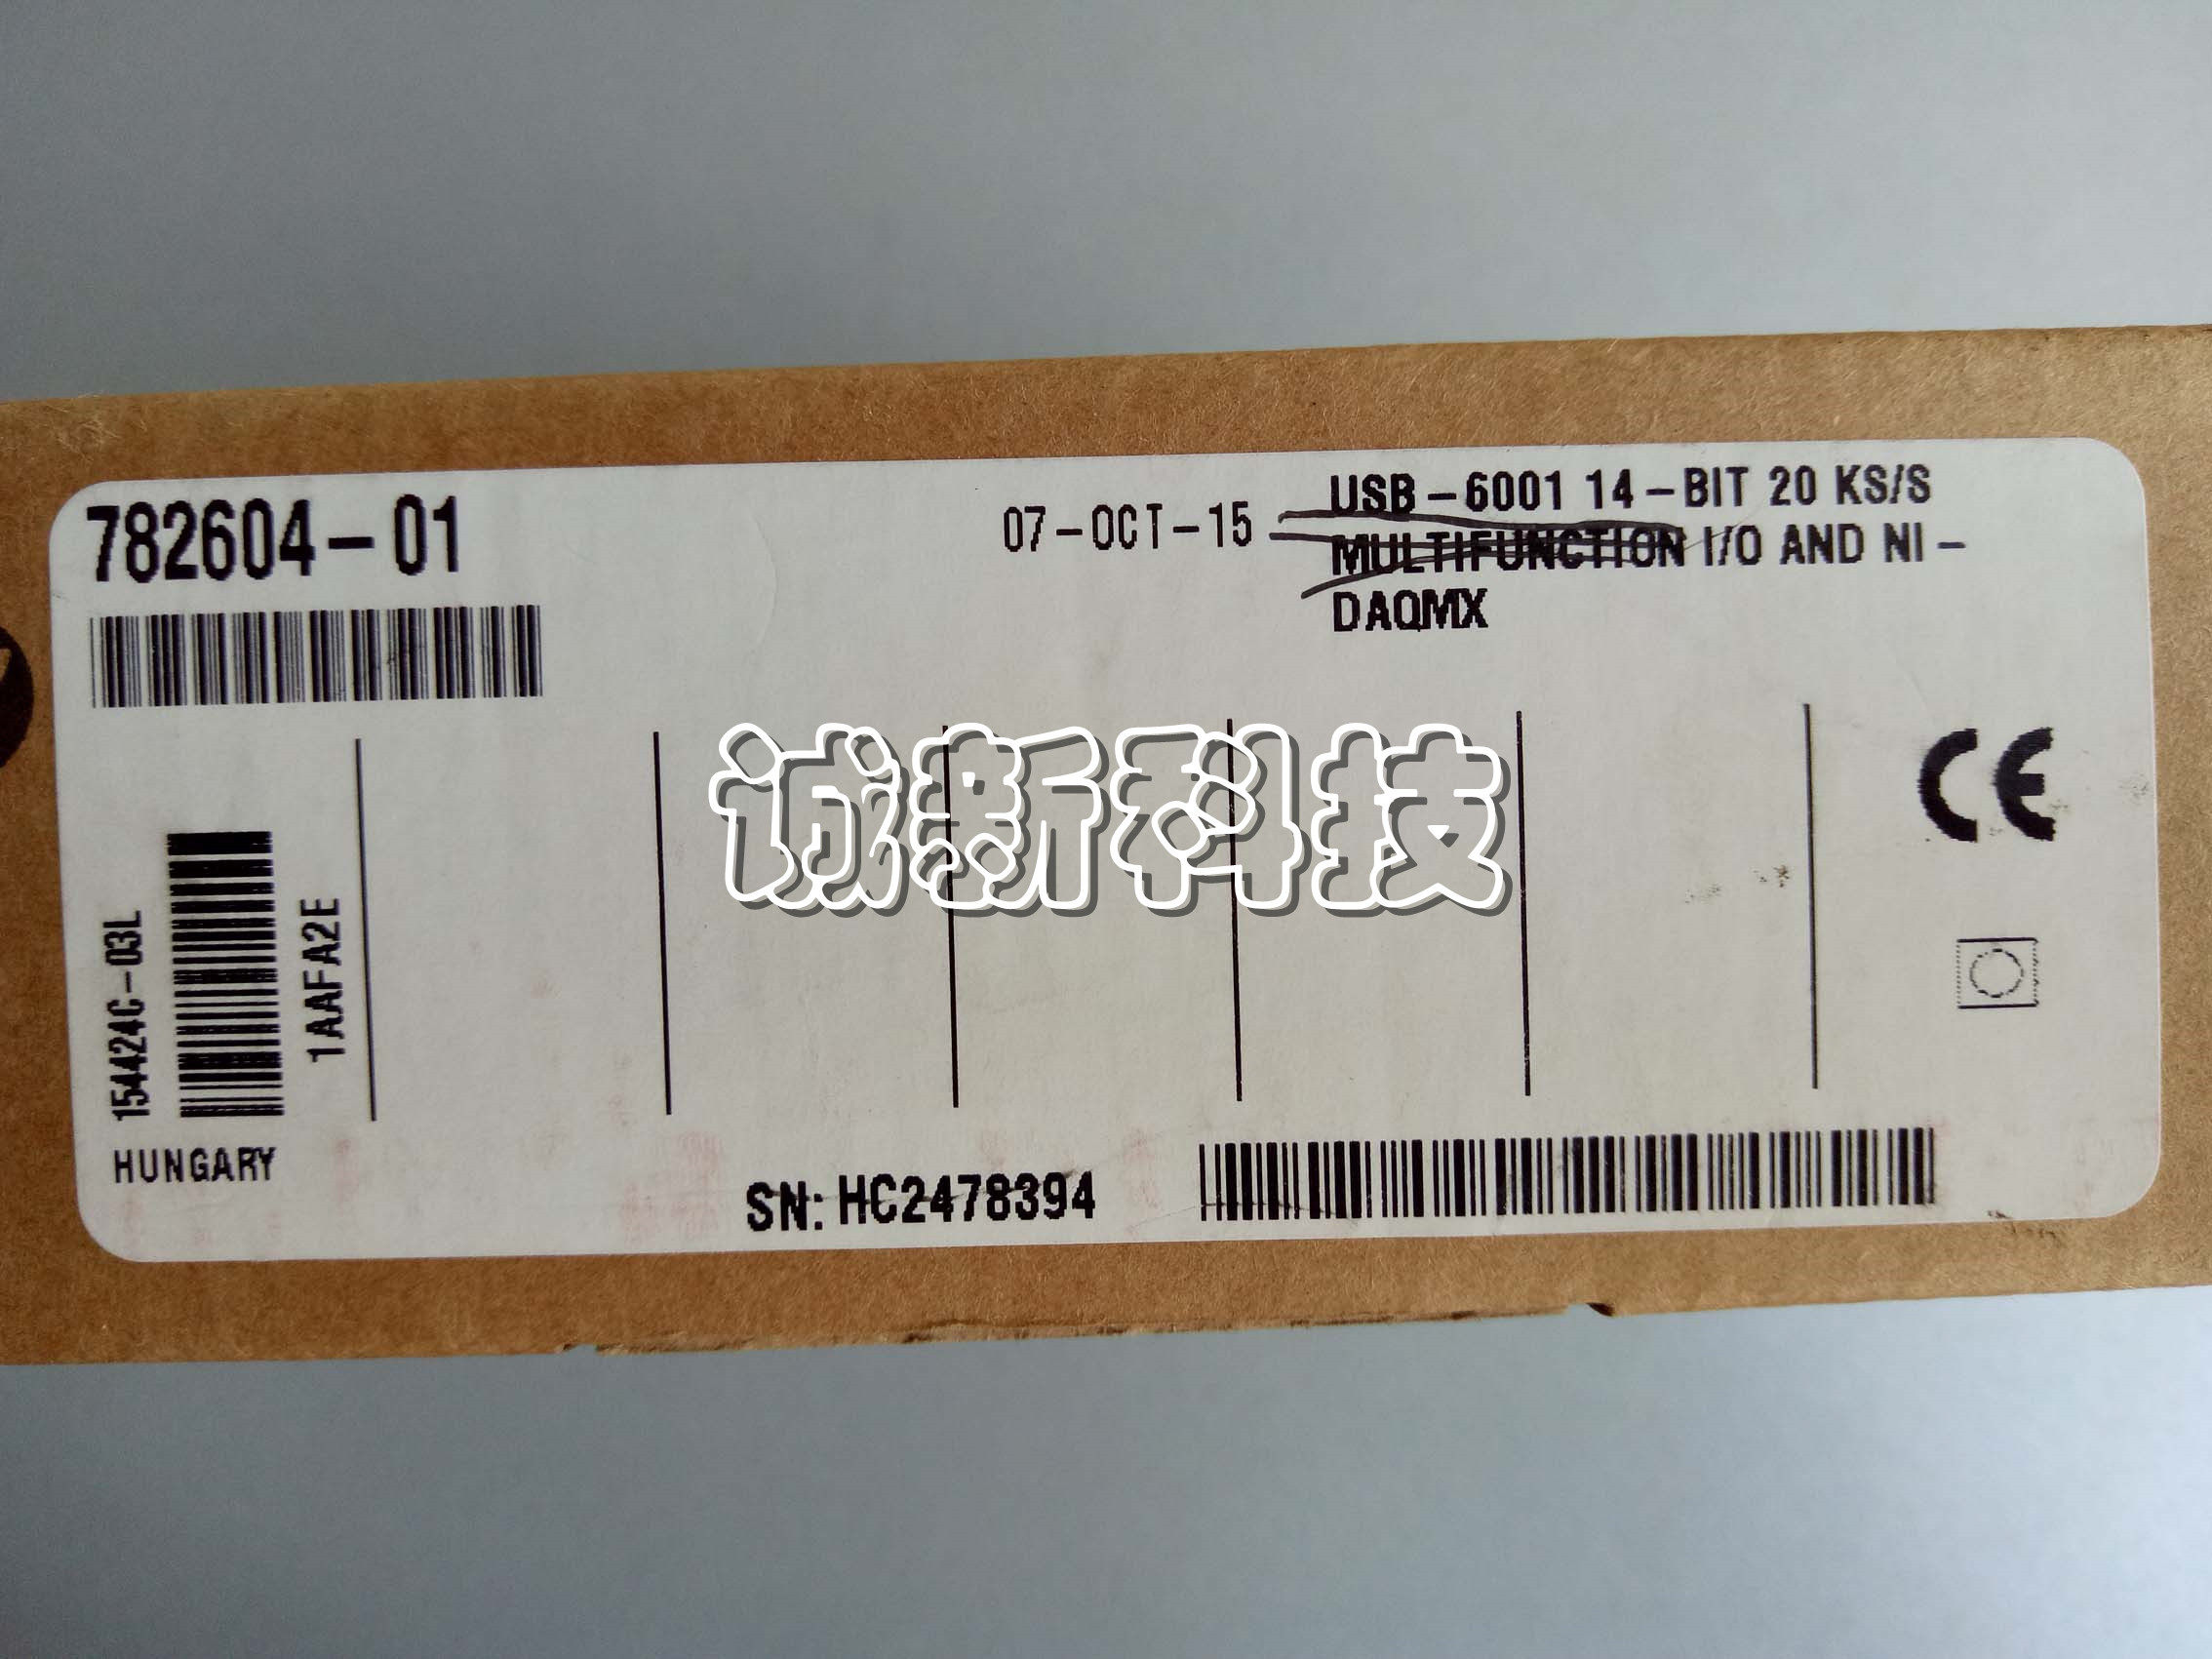 782604-01
07-OCT-15
USB-6001 14-BIT 20 KS/S
MULTIFUNCTION I/O AND NI-
DAQMX
诚新科技
CE
154424C-03L
1AAFA2E
HUNGARY
SN: HC2478394